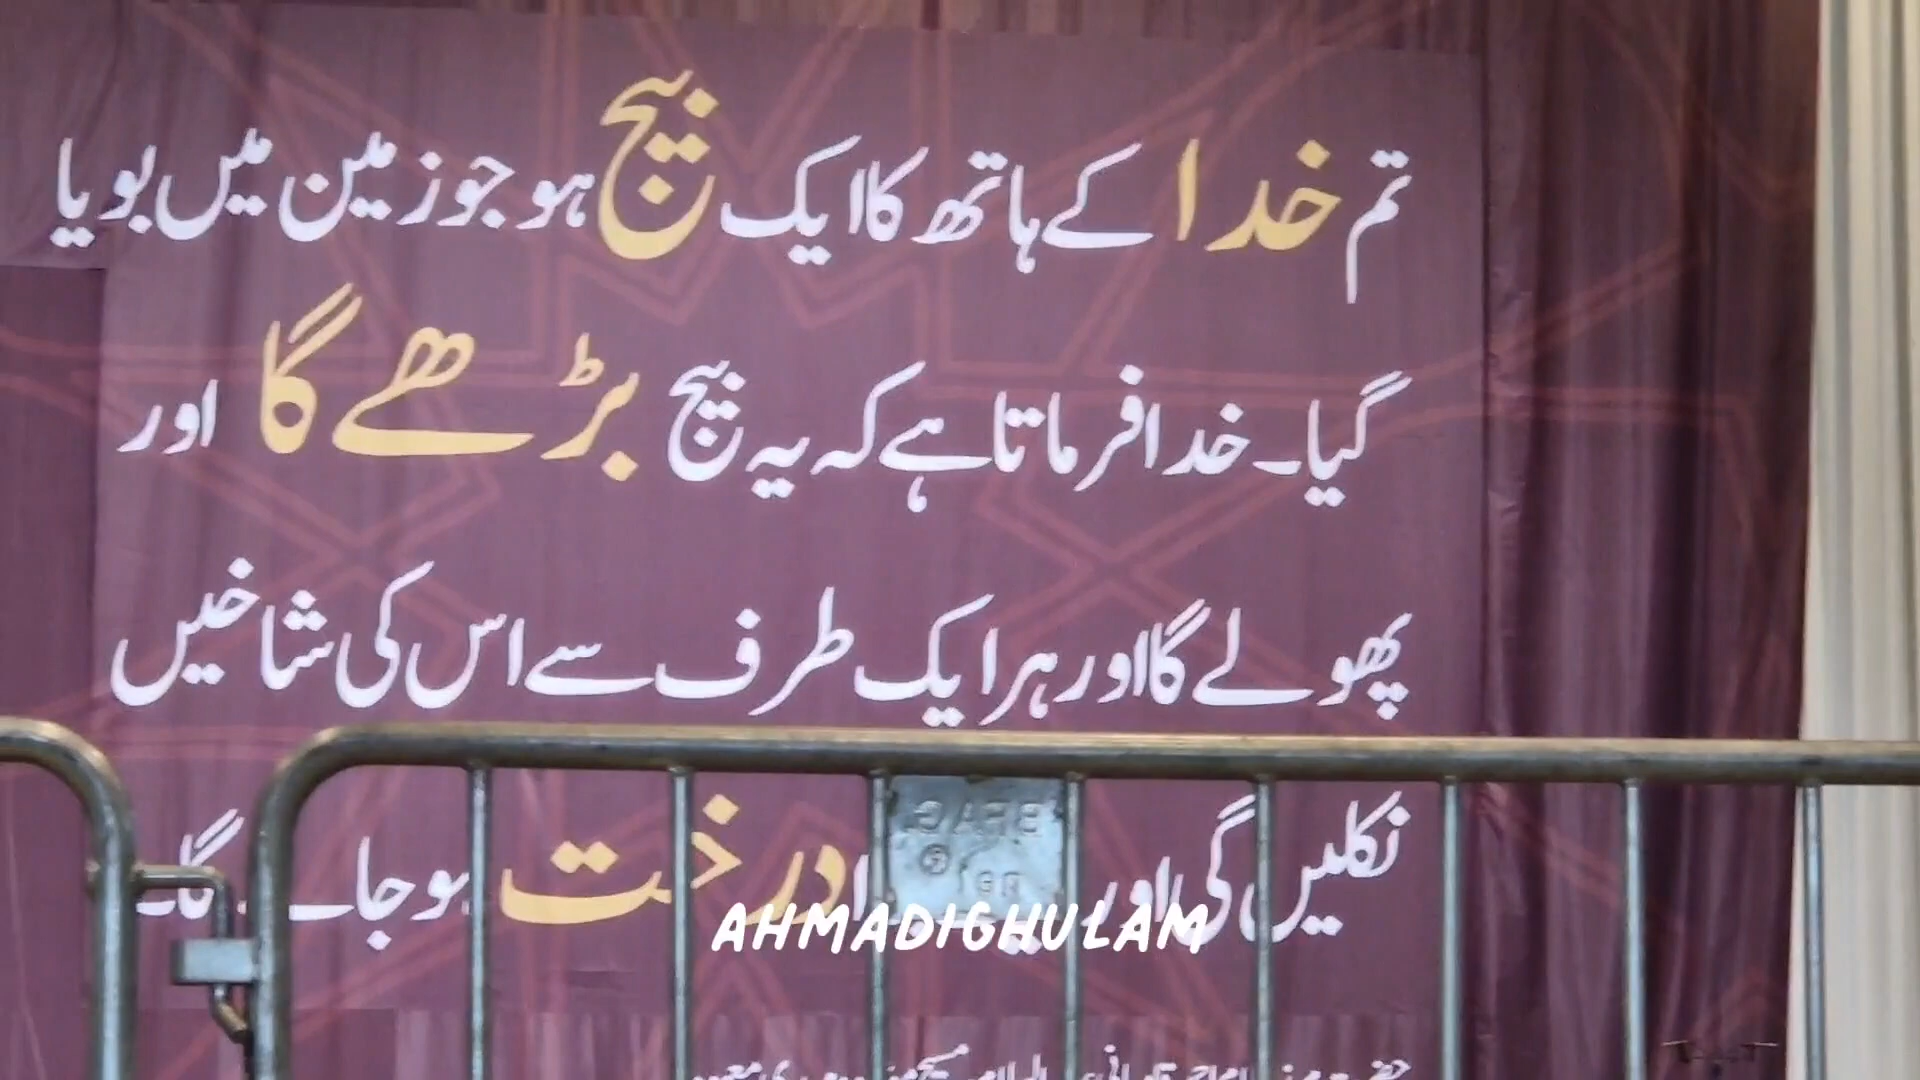 تم خدا کے ہاتھ کا ایک بیج ہو جو زمین میں بویا
گیا۔ خدا فرماتا ہے کہ یہ بیج بڑھے گا اور
پھولے گا اور ہر ایک طرف سے اس کی شاخیں
نکلیں گی اور درخت ہو جائے گا۔
AHMADIGHULAM